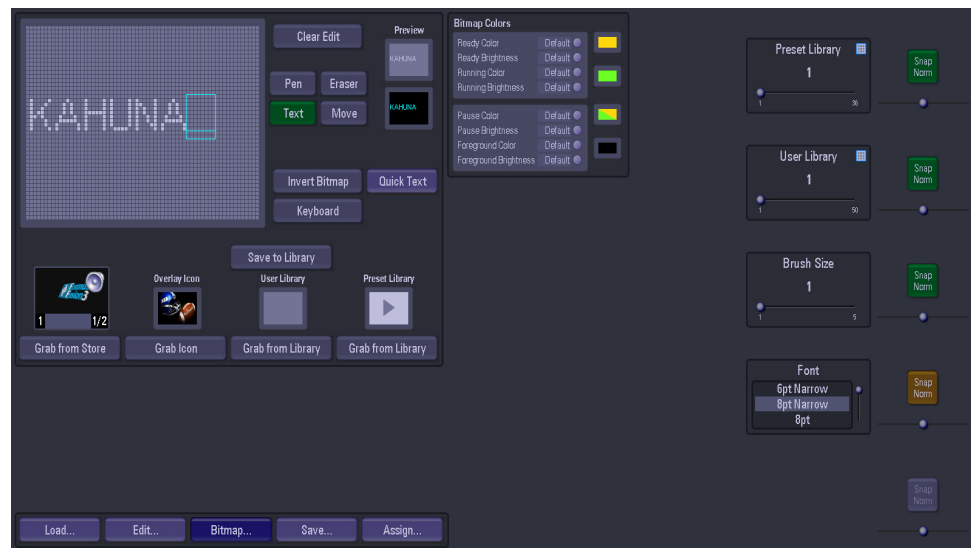 Clear Edit
Preview
KAHUNA
Pen
Eraser
Text
Move
KAHUNA
KAHUNA
Invert Bitmap
Quick Text
Keyboard
Save to Library
Overlay Icon
User Library
Preset Library
1
1/2
Grab from Store
Grab Icon
Grab from Library
Grab from Library
Bitmap Colors
Ready Color Default
Ready Brightness Default
Running Color Default
Running Brightness Default
Pause Color Default
Pause Brightness Default
Foreground Color Default
Foreground Brightness Default
Preset Library
1
1 36
Snap
Norm
User Library
1
1 50
Snap
Norm
Brush Size
1
1 5
Snap
Norm
Font
6pt Narrow
8pt Narrow
8pt
Snap
Norm
Snap
Norm
Load...
Edit...
Bitmap...
Save...
Assign...